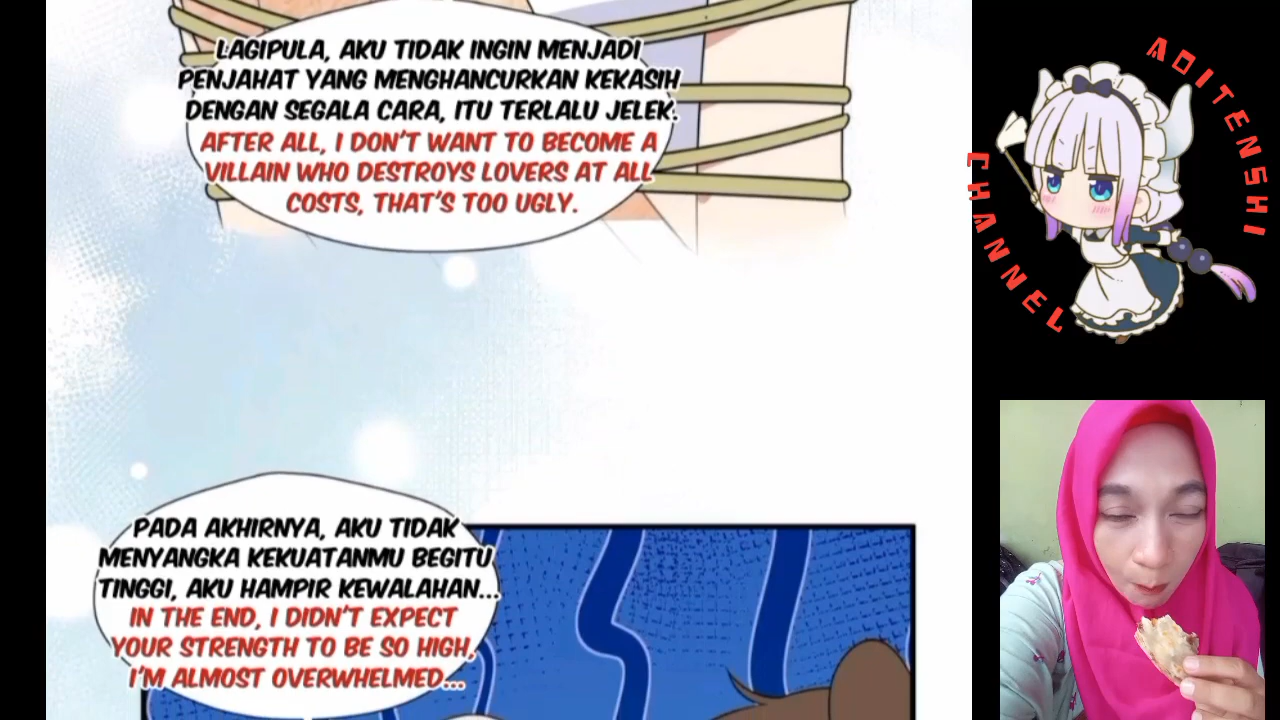 LAGIPULA, AKU TIDAK INGIN MENJADI
PENJAHAT YANG MENGHANCURKAN KEKASIH
DENGAN SEGALA CARA, ITU TERLALU JELEK.
AFTER ALL, I DON'T WANT TO BECOME A
VILLAIN WHO DESTROYS LOVERS AT ALL
COSTS, THAT'S TOO UGLY.
PADA AKHIRNYA, AKU TIDAK
MENYANGKA KEKUATANMU BEGITU
TINGGI, AKU HAMPIR KEWALAHAN...
IN THE END, I DIDN'T EXPECT
YOUR STRENGTH TO BE SO HIGH,
I'M ALMOST OVERWHELMED...
AOITENSHI
CHANNEL